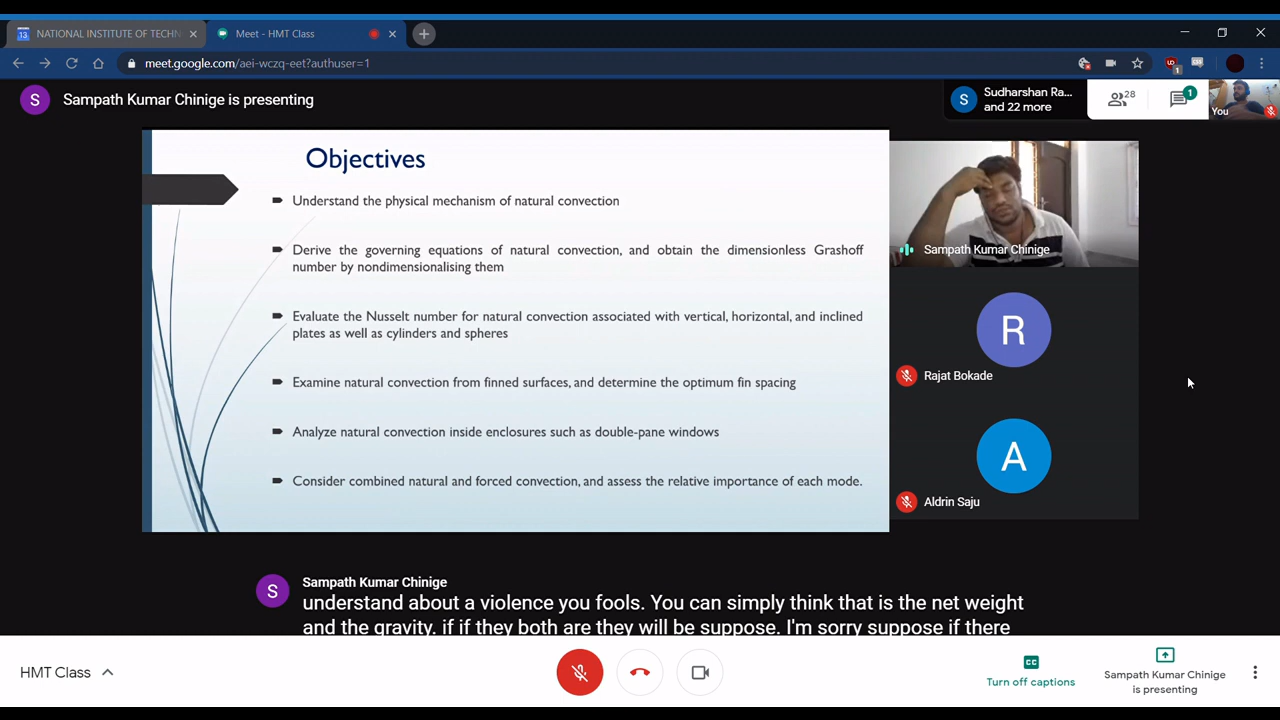 13 NATIONAL INSTITUTE OF TECHN
Meet - HMT Class
meet.google.com/aei-wczq-eet?authuser=1
UD
1
CSS
S Sampath Kumar Chinige is presenting
S Sudharshan Ra...
and 22 more
28
1
You
Objectives
Understand the physical mechanism of natural convection
Derive the governing equations of natural convection, and obtain the dimensionless Grashoff
number by nondimensionalising them
Evaluate the Nusselt number for natural convection associated with vertical, horizontal, and inclined
plates as well as cylinders and spheres
Examine natural convection from finned surfaces, and determine the optimum fin spacing
Analyze natural convection inside enclosures such as double-pane windows
Consider combined natural and forced convection, and assess the relative importance of each mode.
Sampath Kumar Chinige
R
Rajat Bokade
A
Aldrin Saju
S
Sampath Kumar Chinige
understand about a violence you fools. You can simply think that is the net weight
and the gravity. if if they both are they will be suppose. I'm sorry suppose if there
HMT Class
CC
Turn off captions
Sampath Kumar Chinige
is presenting